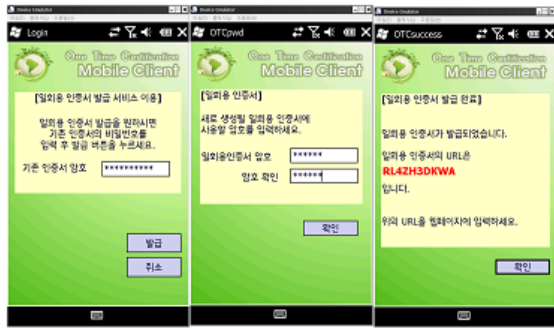 Device Emulator
Login
One Time Certification
Mobile Client
[일회용 인증서 발급 서비스 이용]
일회용 인증서 발급을 원하시면
기존 인증서의 비밀번호를
입력 후 발급 버튼을 누르세요.
기존 인증서 암호
**********
발급
취소
Device Emulator
OTCpwd
One Time Certification
Mobile Client
[일회용 인증서]
새로 생성될 일회용 인증서에
사용할 암호를 입력하세요.
일회용인증서 암호
******
암호 확인
******
확인
Device Emulator
OTCsuccess
One Time Certification
Mobile Client
[일회용 인증서 발급 완료]
일회용 인증서가 발급되었습니다.
일회용 인증서의 URL은
RL4ZH3DKWA
입니다.
위의 URL을 웹페이지에 입력하세요.
확인